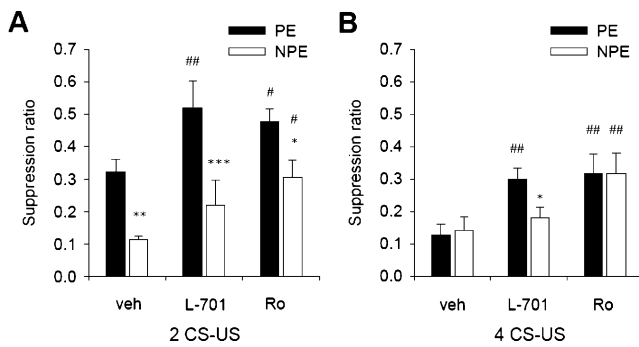 A
B
PE
NPE
PE
NPE
Suppression ratio
0.7
0.6
0.5
0.4
0.3
0.2
0.1
0.0
**
##
***
#
#
*
veh
L-701
Ro
2 CS-US
Suppression ratio
0.7
0.6
0.5
0.4
0.3
0.2
0.1
0.0
##
*
##
##
veh
L-701
Ro
4 CS-US